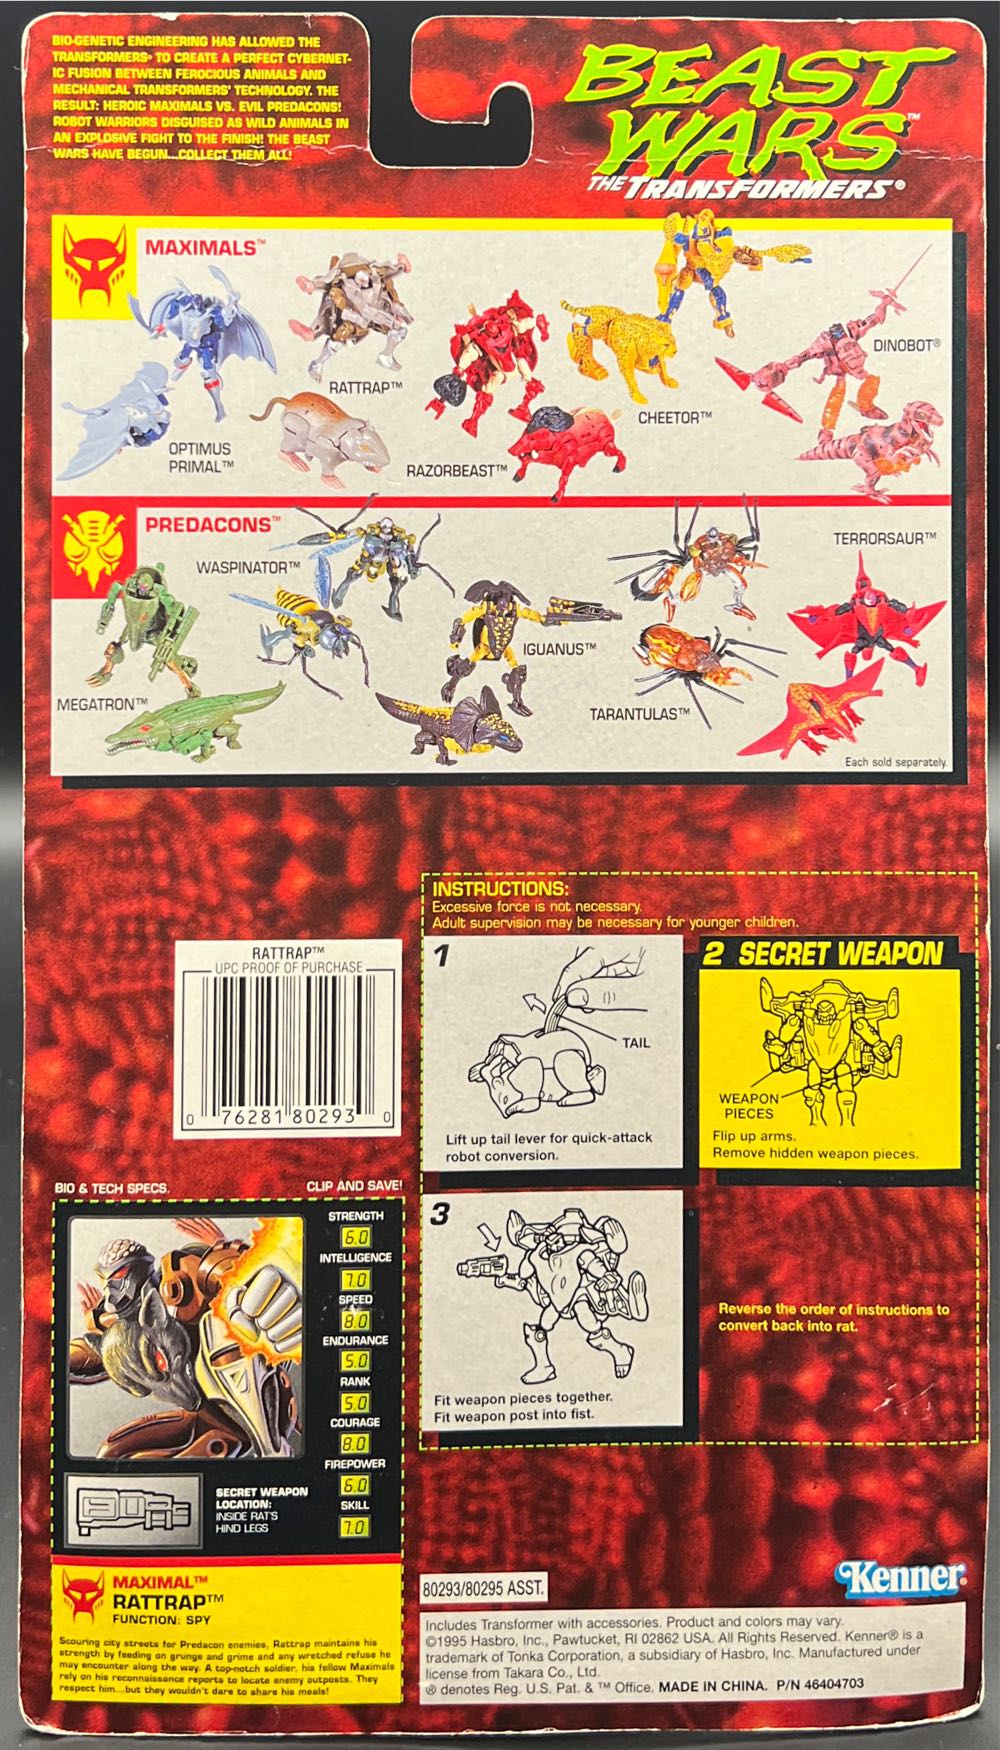 BIO-GENETIC ENGINEERING HAS ALLOWED THE
TRANSFORMERS® TO CREATE A PERFECT CYBERNET-
IC FUSION BETWEEN FEROCIOUS ANIMALS AND
MECHANICAL TRANSFORMERS' TECHNOLOGY. THE
RESULT: HEROIC MAXIMALS VS. EVIL PREDACONS!
ROBOT WARRIORS DISGUISED AS WILD ANIMALS IN
AN EXPLOSIVE FIGHT TO THE FINISH! THE BEAST
WARS HAVE BEGUN...COLLECT THEM ALL!
BEAST
WARS™
THE TRANSFORMERS®
MAXIMALS™
OPTIMUS
PRIMAL™
RATTRAP™
RAZORBEAST™
CHEETOR™
DINOBOT®
PREDACONS™
WASPINATOR™
MEGATRON™
IGUANUS™
TARANTULAS™
TERRORSAUR™
Each sold separately.
RATTRAP™
UPC PROOF OF PURCHASE
0 76281 80293 0
INSTRUCTIONS:
Excessive force is not necessary.
Adult supervision may be necessary for younger children.
1
TAIL
Lift up tail lever for quick-attack
robot conversion.
2 SECRET WEAPON
WEAPON
PIECES
Flip up arms.
Remove hidden weapon pieces.
3
Fit weapon pieces together.
Fit weapon post into fist.
Reverse the order of instructions to
convert back into rat.
BIO & TECH SPECS.
CLIP AND SAVE!
STRENGTH
6.0
INTELLIGENCE
7.0
SPEED
8.0
ENDURANCE
5.0
RANK
5.0
COURAGE
8.0
FIREPOWER
6.0
SKILL
7.0
SECRET WEAPON
LOCATION:
INSIDE RAT'S
HIND LEGS
MAXIMAL™
RATTRAP™
FUNCTION: SPY
Scouring city streets for Predacon enemies, Rattrap maintains his
strength by feeding on grunge and grime and any wretched refuse he
may encounter along the way. A top-notch soldier, his fellow Maximals
rely on his reconnaissance reports to locate enemy outposts. They
respect him...but they wouldn't dare to share his meals!
80293/80295 ASST.
Kenner®
Includes Transformer with accessories. Product and colors may vary.
©1995 Hasbro, Inc., Pawtucket, RI 02862 USA. All Rights Reserved. Kenner® is a
trademark of Tonka Corporation, a subsidiary of Hasbro, Inc. Manufactured under
license from Takara Co., Ltd.
® denotes Reg. U.S. Pat. & ™ Office. MADE IN CHINA. P/N 46404703